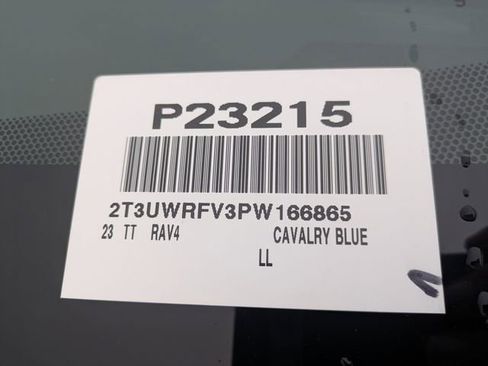 P23215
2T3UWRFV3PW166865
23 TT RAV4 CAVALRY BLUE
LL